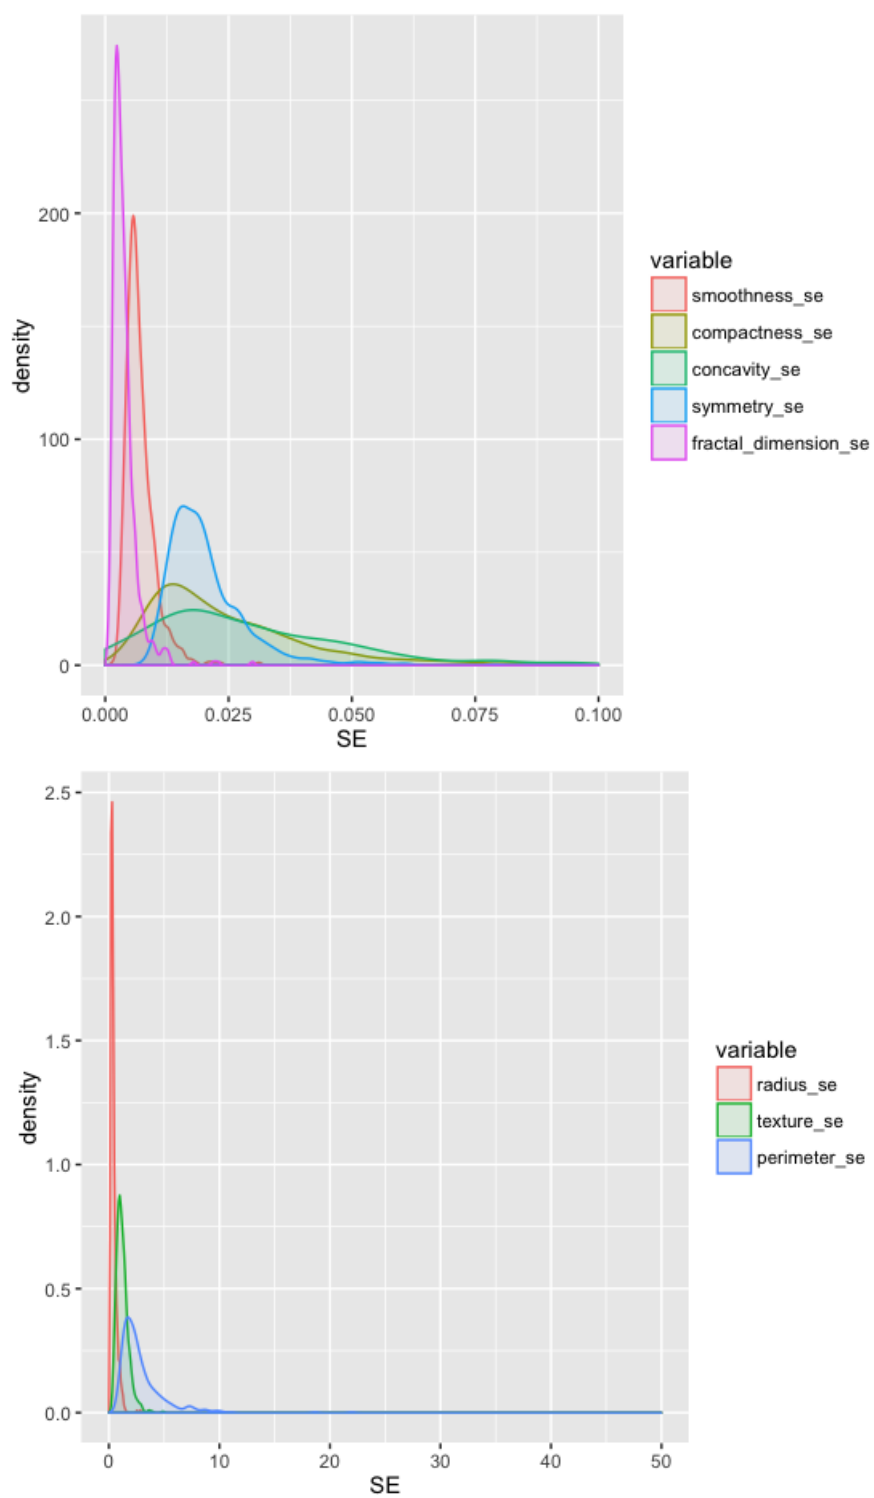 density
200
100
0
0.000 0.025 0.050 0.075 0.100
SE
variable
smoothness_se
compactness_se
concavity_se
symmetry_se
fractal_dimension_se
density
2.5
2.0
1.5
1.0
0.5
0.0
0 10 20 30 40 50
SE
variable
radius_se
texture_se
perimeter_se